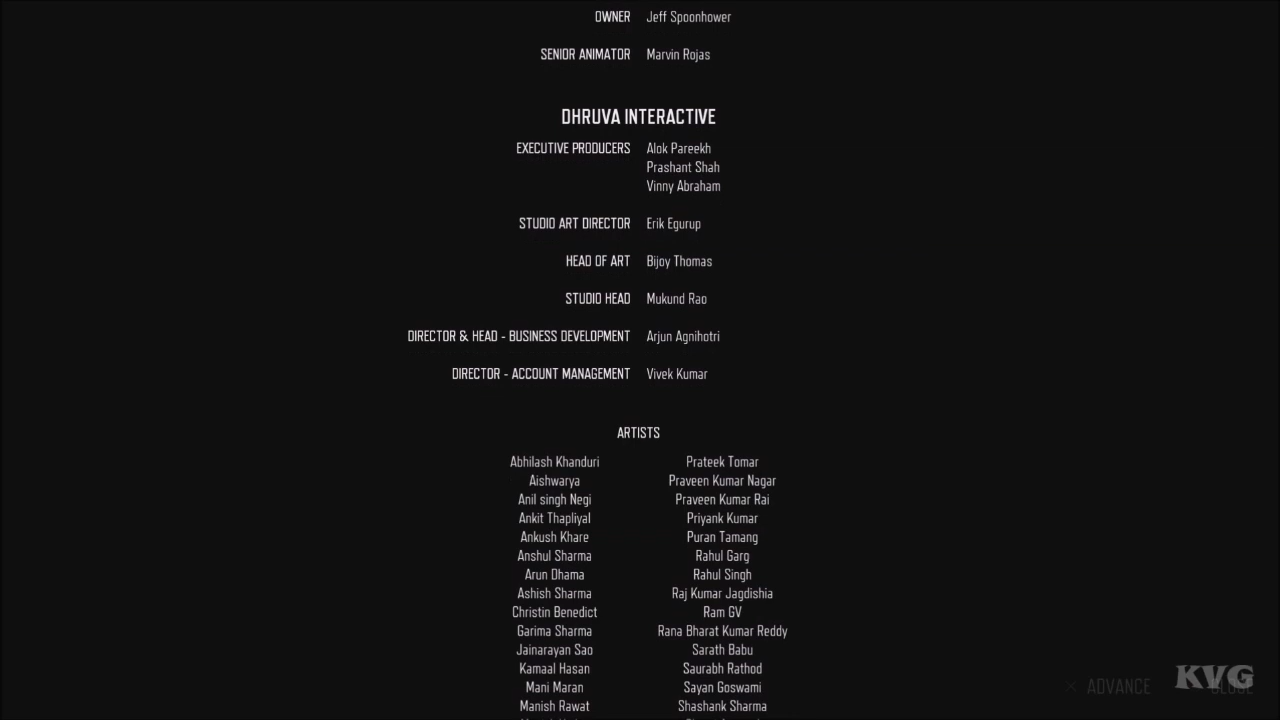 OWNER Jeff Spoonhower
SENIOR ANIMATOR Marvin Rojas
DHRUVA INTERACTIVE
EXECUTIVE PRODUCERS Alok Pareekh
Prashant Shah
Vinny Abraham
STUDIO ART DIRECTOR Erik Egurup
HEAD OF ART Bijoy Thomas
STUDIO HEAD Mukund Rao
DIRECTOR & HEAD - BUSINESS DEVELOPMENT Arjun Agnihotri
DIRECTOR - ACCOUNT MANAGEMENT Vivek Kumar
ARTISTS
Abhilash Khanduri Prateek Tomar
Aishwarya Praveen Kumar Nagar
Anil singh Negi Praveen Kumar Rai
Ankit Thapliyal Priyank Kumar
Ankush Khare Puran Tamang
Anshul Sharma Rahul Garg
Arun Dhama Rahul Singh
Ashish Sharma Raj Kumar Jagdishia
Christin Benedict Ram GV
Garima Sharma Rana Bharat Kumar Reddy
Jainarayan Sao Sarath Babu
Kamaal Hasan Saurabh Rathod
Mani Maran Sayan Goswami
Manish Rawat Shashank Sharma
ADVANCE CLOSE
KVG